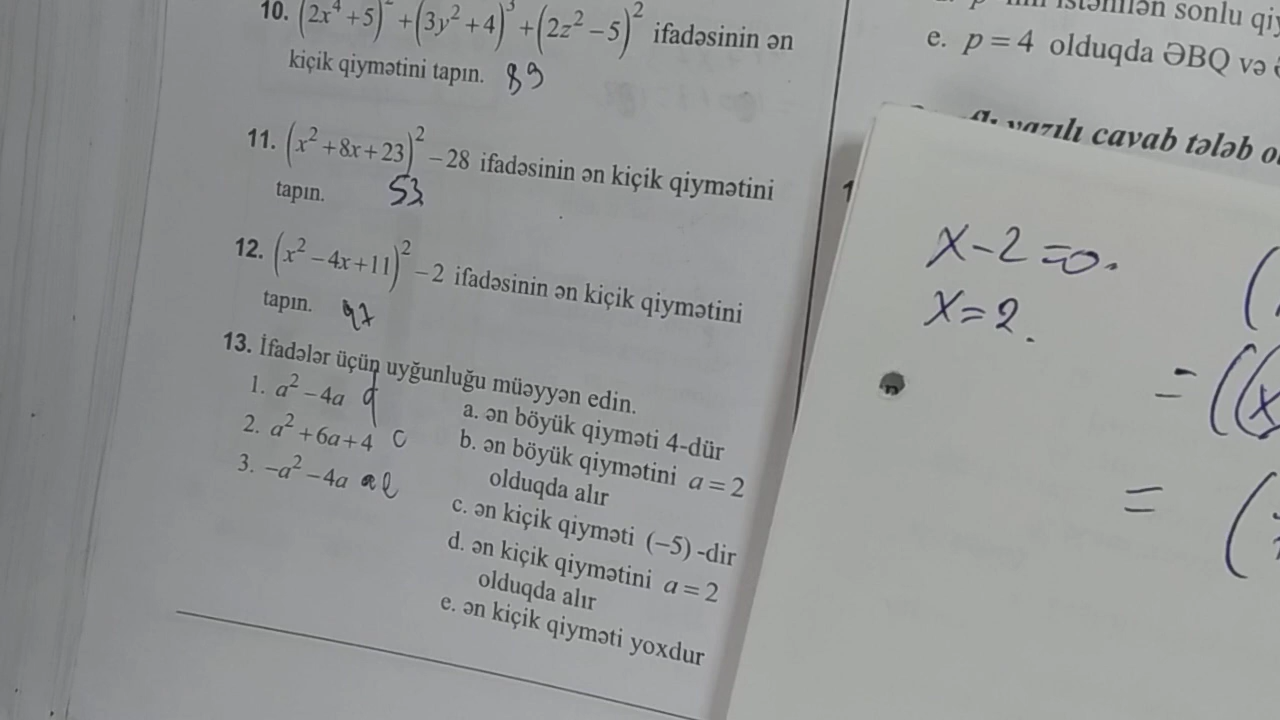 10. (2x⁴+5)² + (3y²+4)³ + (2z²−5)² ifadəsinin ən
kiçik qiymətini tapın. 89
11. (x²+8x+23)² −28 ifadəsinin ən kiçik qiymətini
tapın. 53
12. (x²−4x+11)² −2 ifadəsinin ən kiçik qiymətini
tapın. 47
13. İfadələr üçün uyğunluğu müəyyən edin.
1. a²−4a d
2. a²+6a+4 c
3. −a²−4a a e
a. ən böyük qiyməti 4-dür
b. ən böyük qiymətini a=2
olduqda alır
c. ən kiçik qiyməti (−5)-dir
d. ən kiçik qiymətini a=2
olduqda alır
e. ən kiçik qiyməti yoxdur
istənilən sonlu
e. p=4 olduqda ƏBQ və
yazılı cavab tələb
x−2=0.
x=2.
= ((x
= (